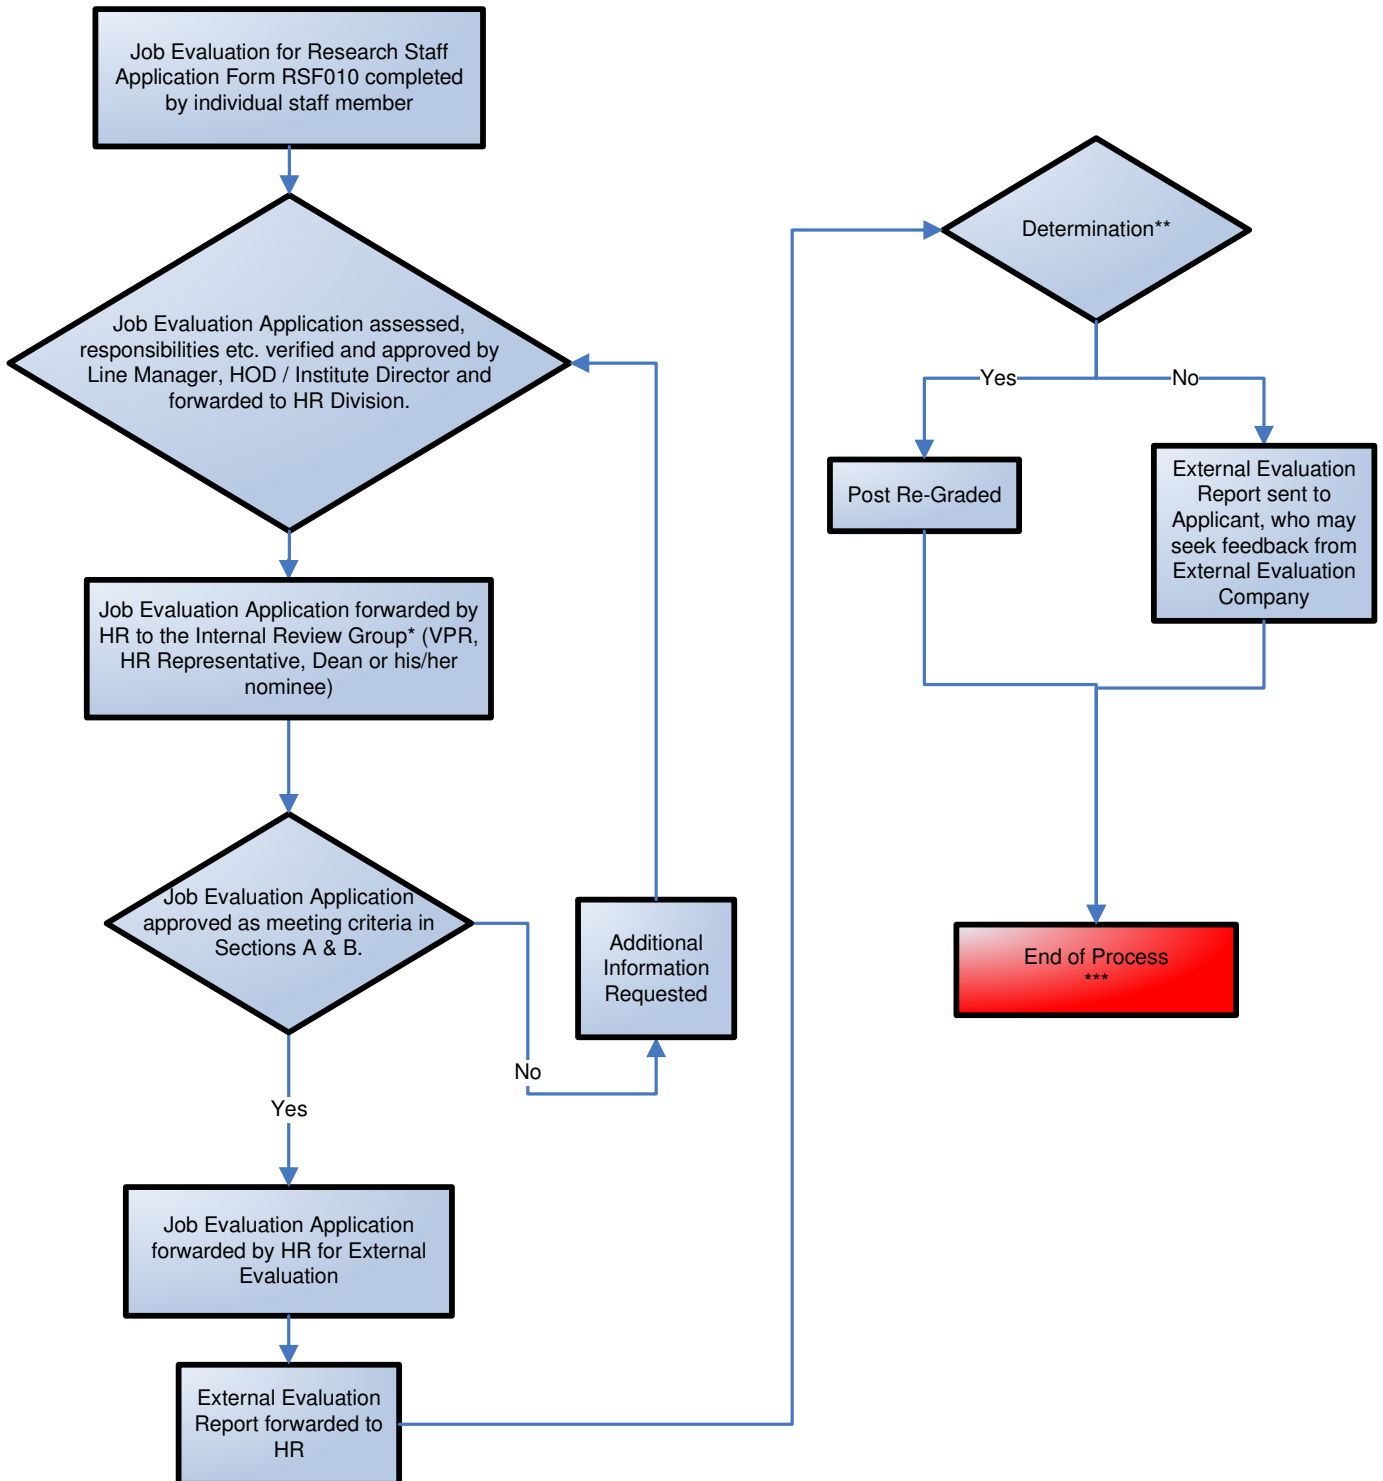 Job Evaluation for Research Staff
Application Form RSF010 completed
by individual staff member
Job Evaluation Application assessed,
responsibilities etc. verified and approved by
Line Manager, HOD / Institute Director and
forwarded to HR Division.
Job Evaluation Application forwarded by
HR to the Internal Review Group* (VPR,
HR Representative, Dean or his/her
nominee)
Job Evaluation Application
approved as meeting criteria in
Sections A & B.
No
Additional
Information
Requested
Yes
Job Evaluation Application
forwarded by HR for External
Evaluation
External Evaluation
Report forwarded to
HR
Determination**
Yes
No
Post Re-Graded
External Evaluation
Report sent to
Applicant, who may
seek feedback from
External Evaluation
Company
End of Process
***